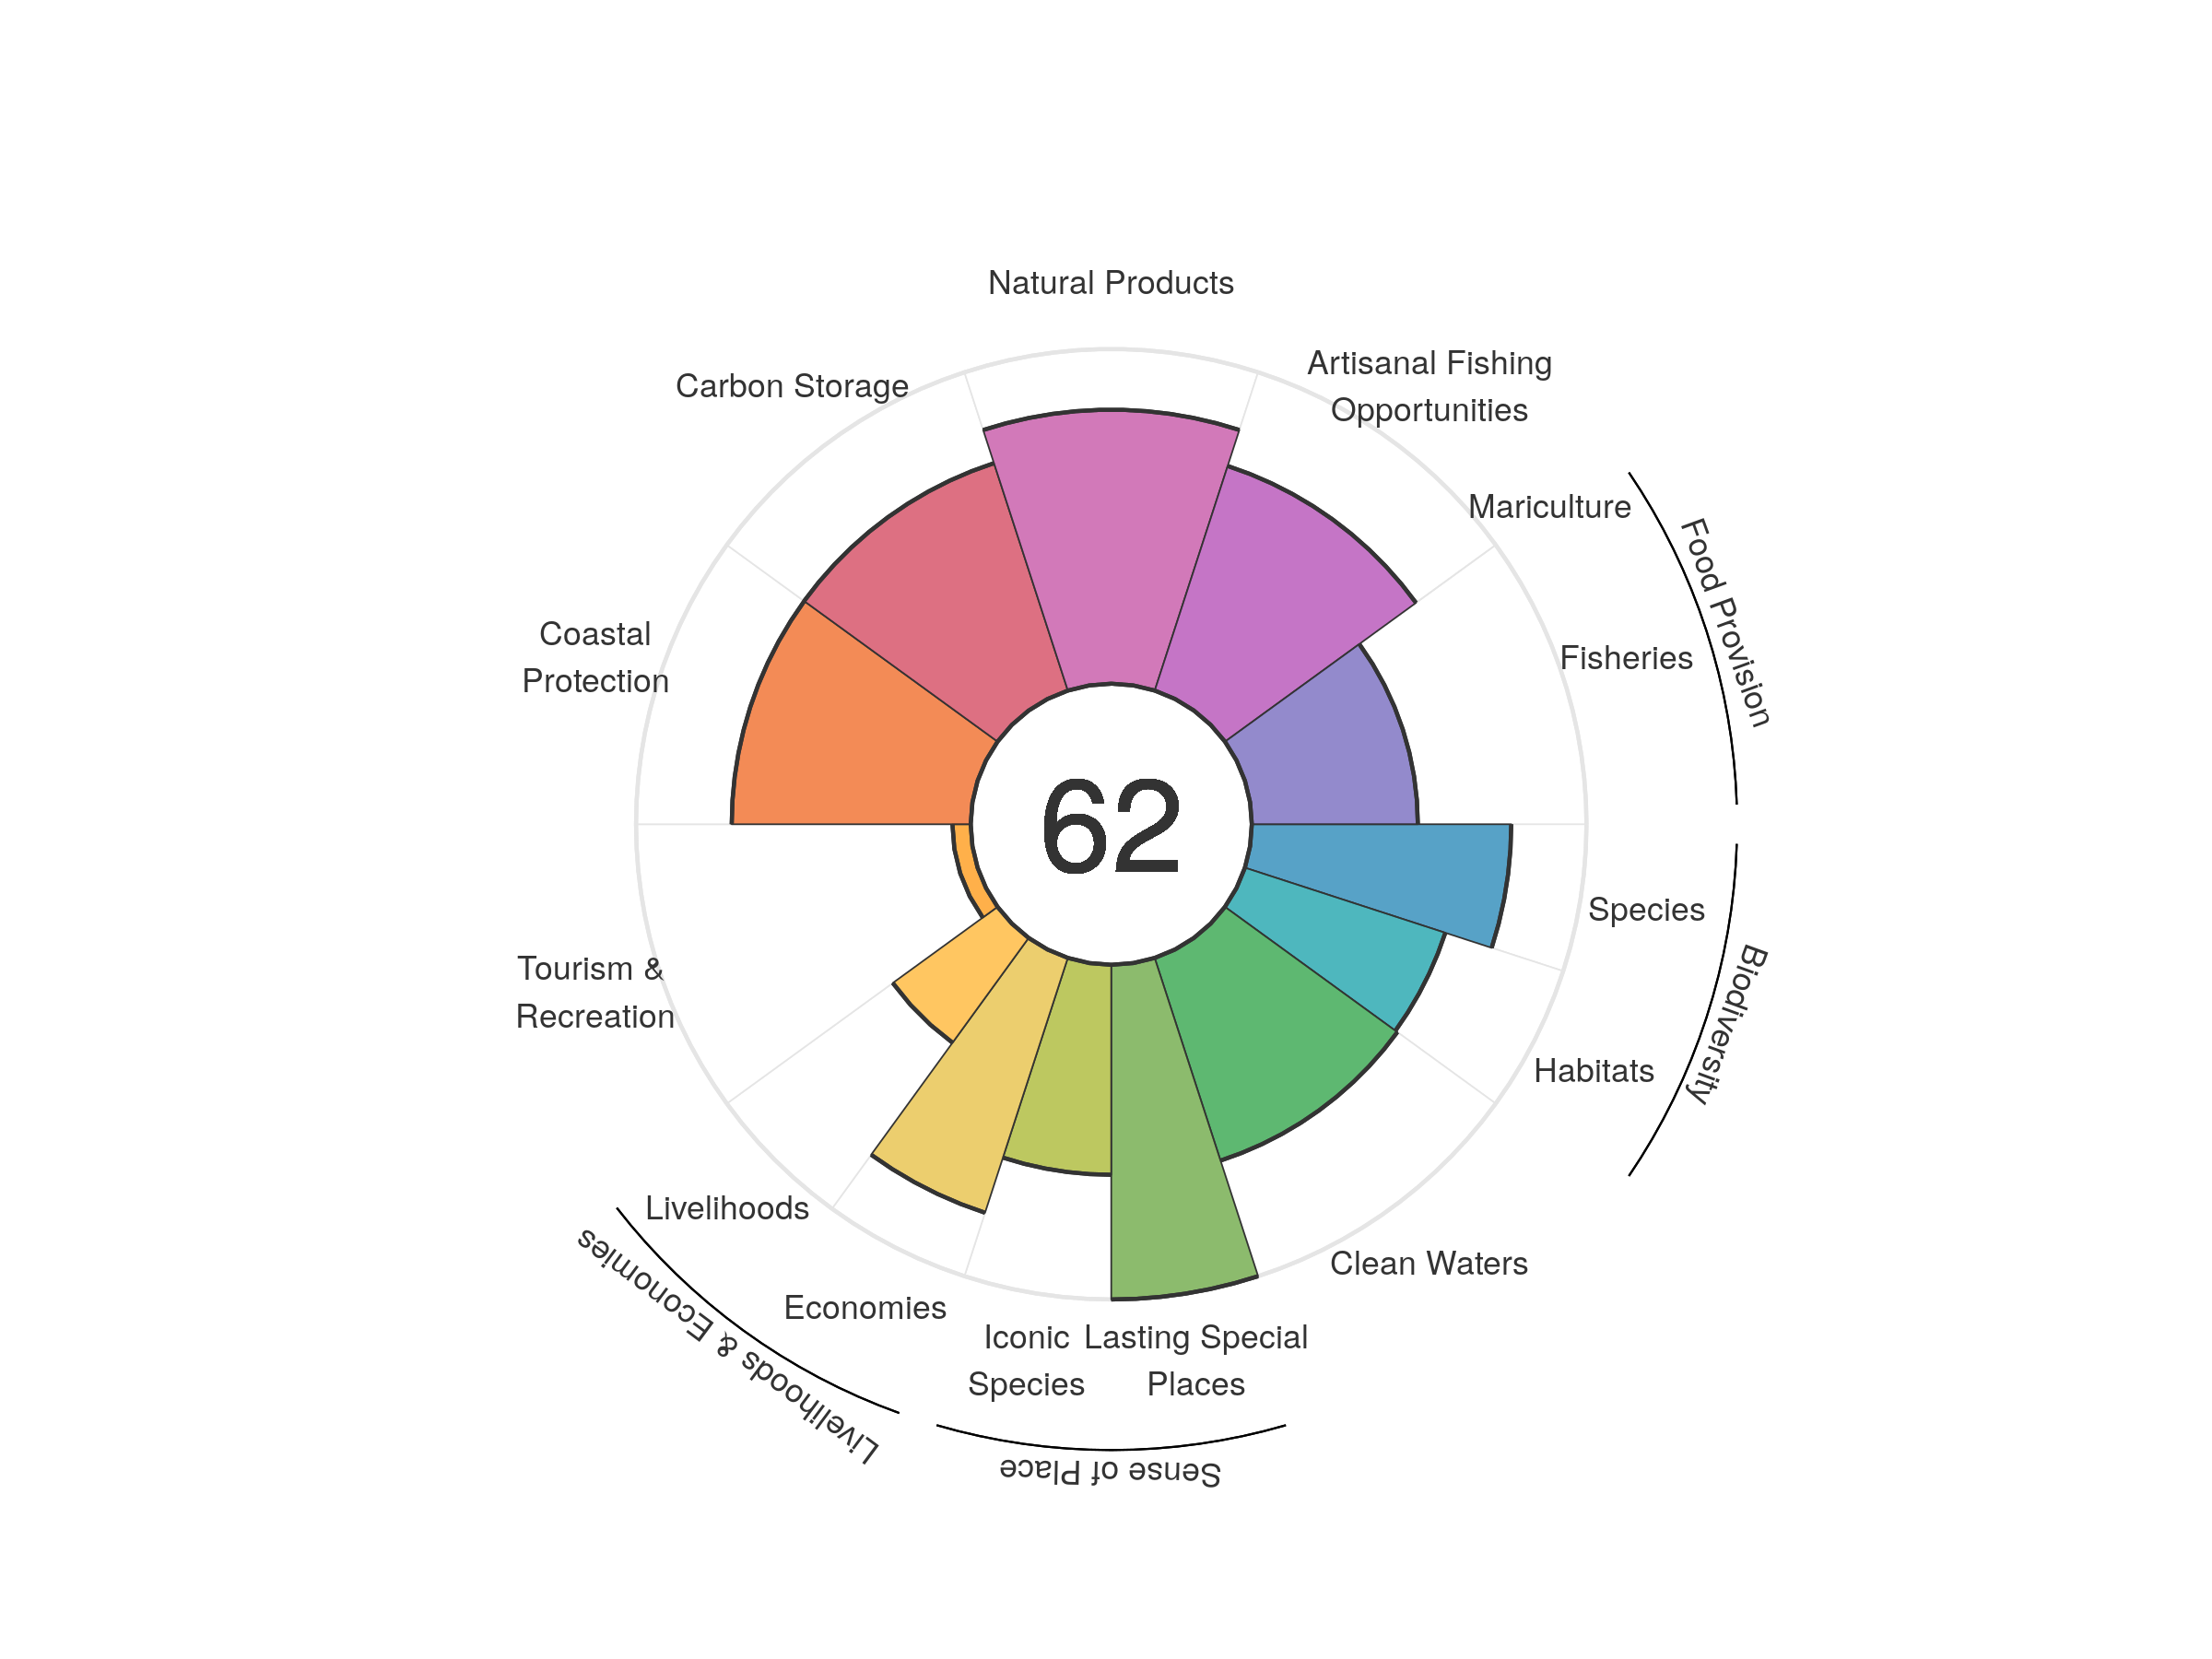 Natural Products
Artisanal Fishing
Opportunities
Carbon Storage
Mariculture
Food Provision
Fisheries
Coastal
Protection
62
Species
Biodiversity
Tourism &
Recreation
Habitats
Livelihoods
Clean Waters
Economies
Livelihoods & Economies
Iconic
Species
Lasting Special
Places
Sense of Place